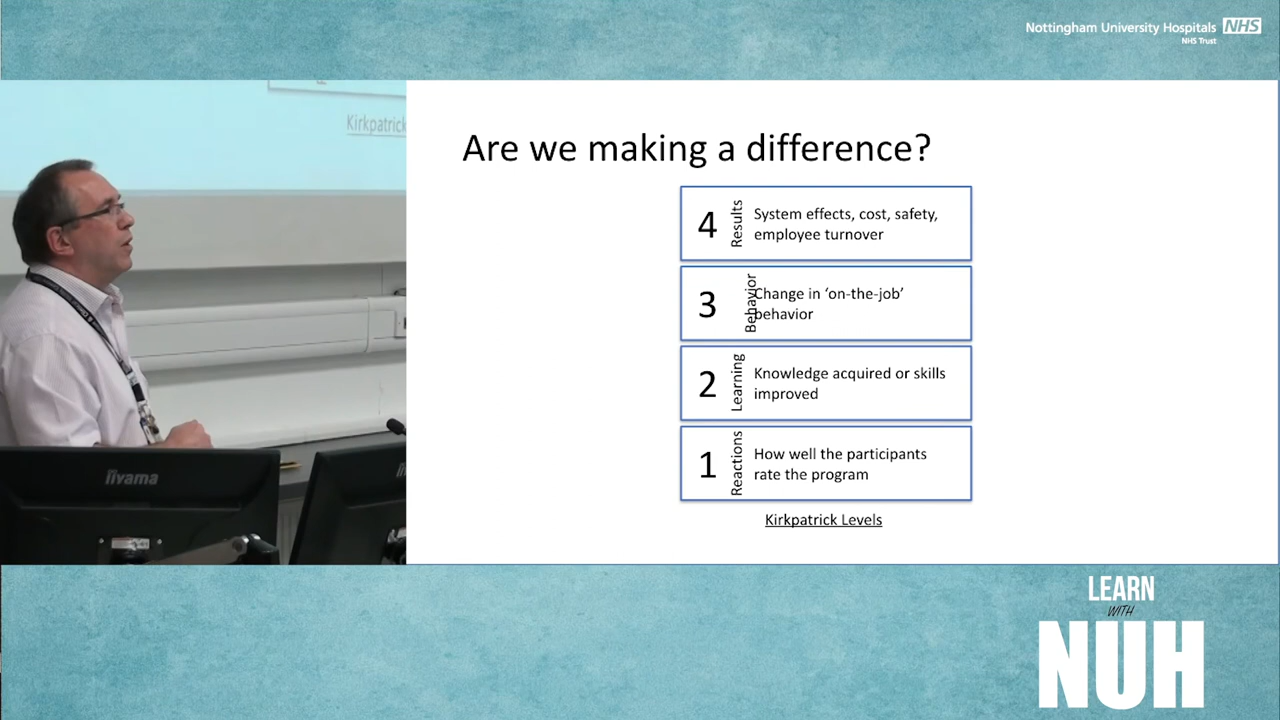 Nottingham University Hospitals NHS
NHS Trust
Kirkpatrick
Are we making a difference?
4 Results System effects, cost, safety,
employee turnover
3 Behavior Change in ‘on-the-job’
behavior
2 Learning Knowledge acquired or skills
improved
1 Reactions How well the participants
rate the program
Kirkpatrick Levels
iiyama
LEARN
WITH
NUH